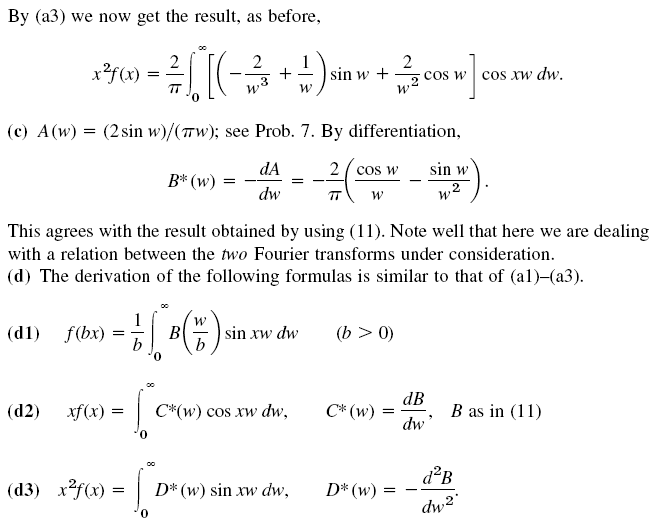 By (a3) we now get the result, as before,
x²f(x) = 2/π ∫₀^∞ [(−2/w³ + 1/w) sin w + 2/w² cos w] cos xw dw.
(c) A(w) = (2 sin w)/(πw); see Prob. 7. By differentiation,
B*(w) = −dA/dw = −2/π (cos w/w − sin w/w²).
This agrees with the result obtained by using (11). Note well that here we are dealing
with a relation between the two Fourier transforms under consideration.
(d) The derivation of the following formulas is similar to that of (a1)–(a3).
(d1) f(bx) = 1/b ∫₀^∞ B(w/b) sin xw dw (b > 0)
(d2) xf(x) = ∫₀^∞ C*(w) cos xw dw, C*(w) = dB/dw, B as in (11)
(d3) x²f(x) = ∫₀^∞ D*(w) sin xw dw, D*(w) = −d²B/dw².